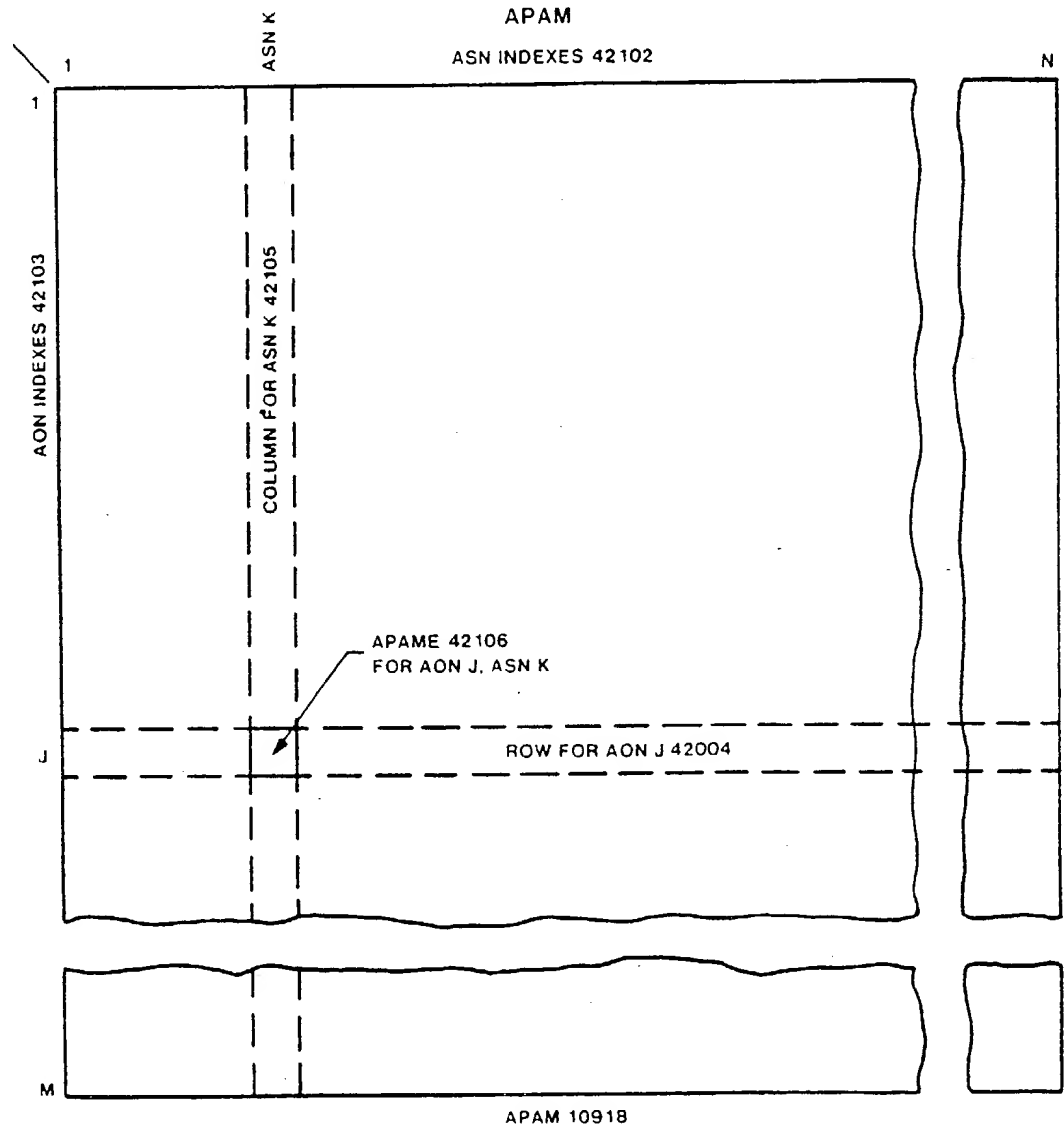 APAM
ASN K
ASN INDEXES 42102
1
N
1
AON INDEXES 42103
COLUMN FOR ASN K 42105
APAME 42106
FOR AON J, ASN K
J
ROW FOR AON J 42004
M
APAM 10918